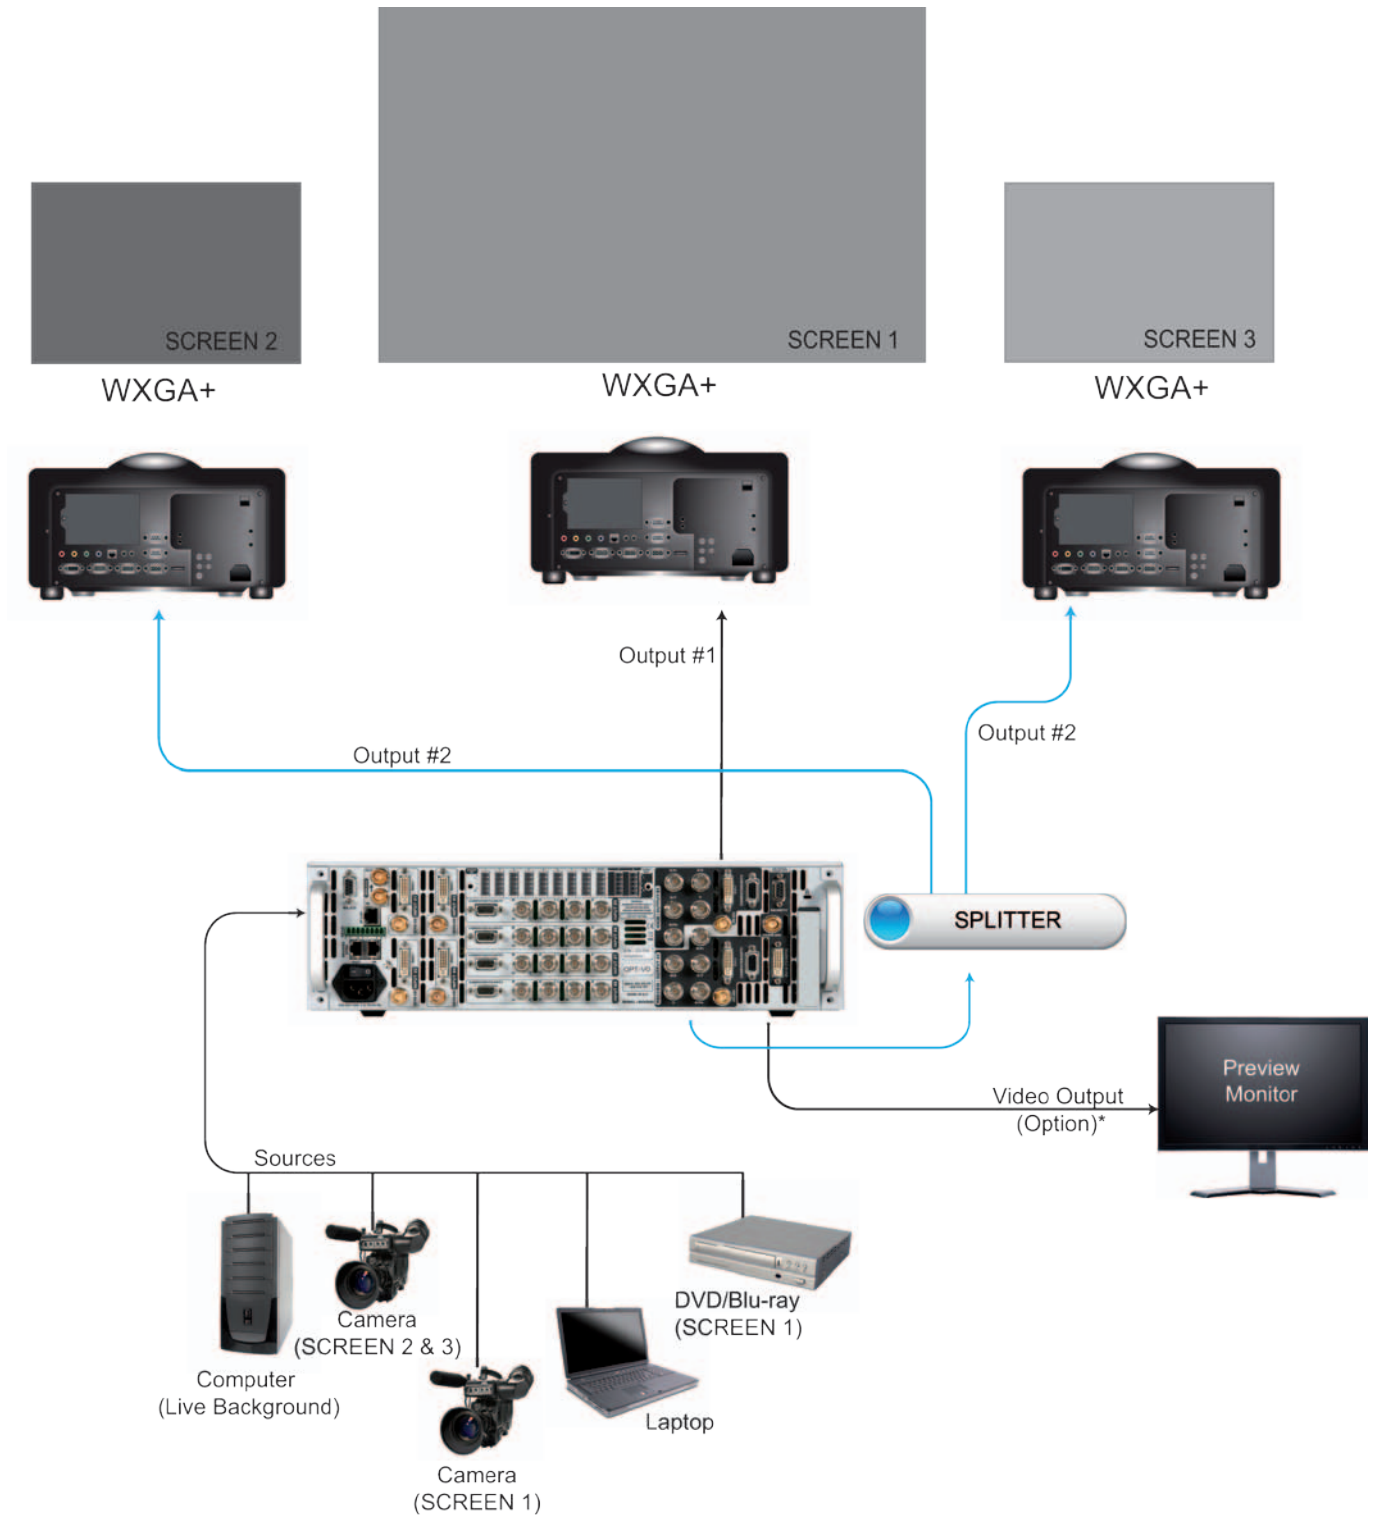 SCREEN 2
SCREEN 1
SCREEN 3
WXGA+
WXGA+
WXGA+
Output #1
Output #2
Output #2
SPLITTER
OPT-I/O
Preview
Monitor
Video Output
(Option)*
Sources
DVD/Blu-ray
(SCREEN 1)
Camera
(SCREEN 2 & 3)
Computer
(Live Background)
Laptop
Camera
(SCREEN 1)